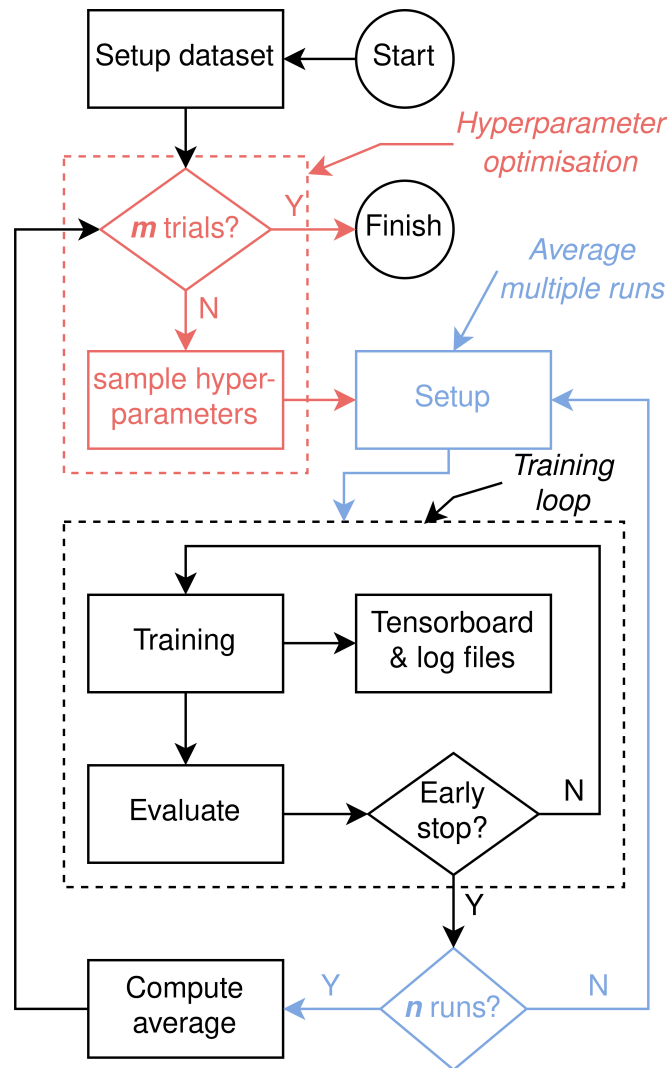 Setup dataset
Start
Hyperparameter
optimisation
m trials?
Y
Finish
N
Average
multiple runs
sample hyper-
parameters
Setup
Training
loop
Training
Tensorboard
& log files
Evaluate
Early
stop?
N
Y
Compute
average
Y
n runs?
N